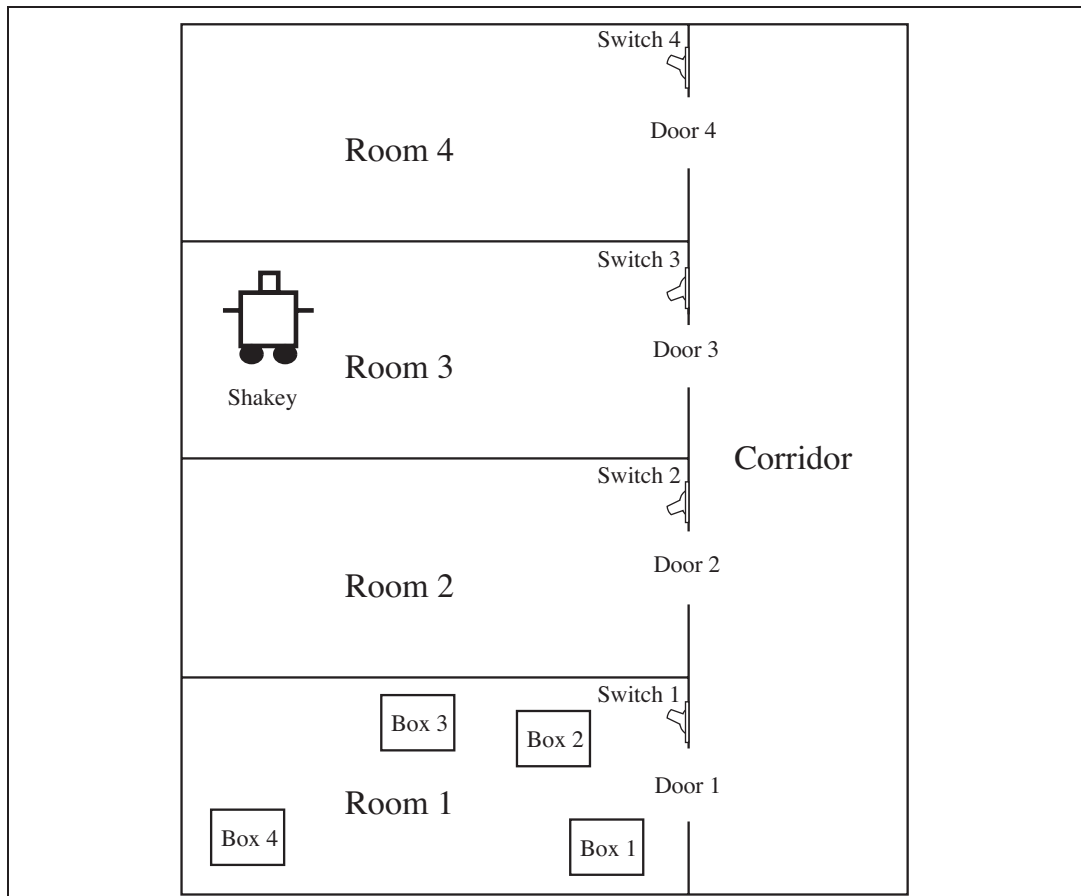 Switch 4
Door 4
Room 4
Switch 3
Door 3
Room 3
Shakey
Corridor
Switch 2
Door 2
Room 2
Switch 1
Box 3
Box 2
Door 1
Room 1
Box 4
Box 1